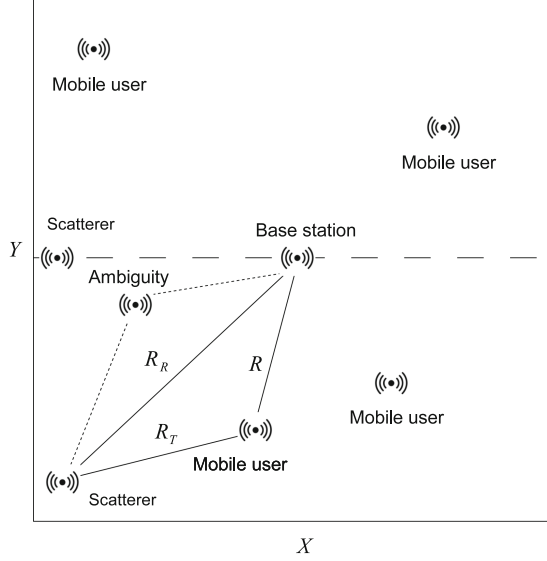 Mobile user
Mobile user
Scatterer
Base station
Y
Ambiguity
R_R
R
Mobile user
R_T
Mobile user
Scatterer
X